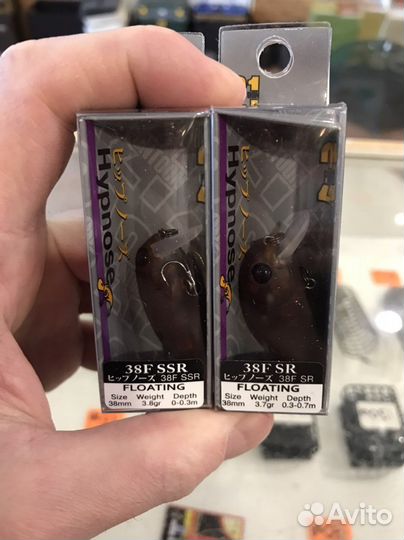 ヒップノーズ
Hypnose
38F SSR
ヒップノーズ 38F SSR
FLOATING
Size Weight Depth
38mm 3.8gr 0-0.3m
ヒップノーズ
Hypnose
38F SR
ヒップノーズ 38F SR
FLOATING
Size Weight Depth
38mm 3.7gr 0.3-0.7m
Avito